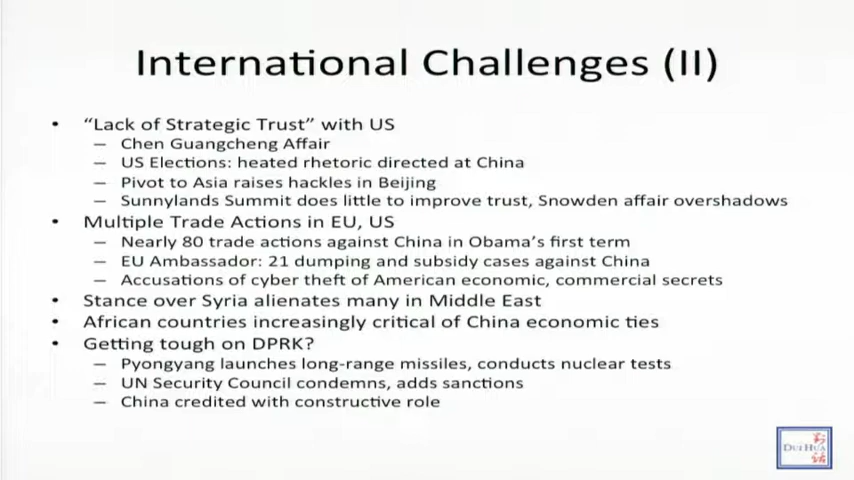 International Challenges (II)
• “Lack of Strategic Trust” with US
– Chen Guangcheng Affair
– US Elections: heated rhetoric directed at China
– Pivot to Asia raises hackles in Beijing
– Sunnylands Summit does little to improve trust, Snowden affair overshadows
• Multiple Trade Actions in EU, US
– Nearly 80 trade actions against China in Obama’s first term
– EU Ambassador: 21 dumping and subsidy cases against China
– Accusations of cyber theft of American economic, commercial secrets
• Stance over Syria alienates many in Middle East
• African countries increasingly critical of China economic ties
• Getting tough on DPRK?
– Pyongyang launches long-range missiles, conducts nuclear tests
– UN Security Council condemns, adds sanctions
– China credited with constructive role
DUI HUA